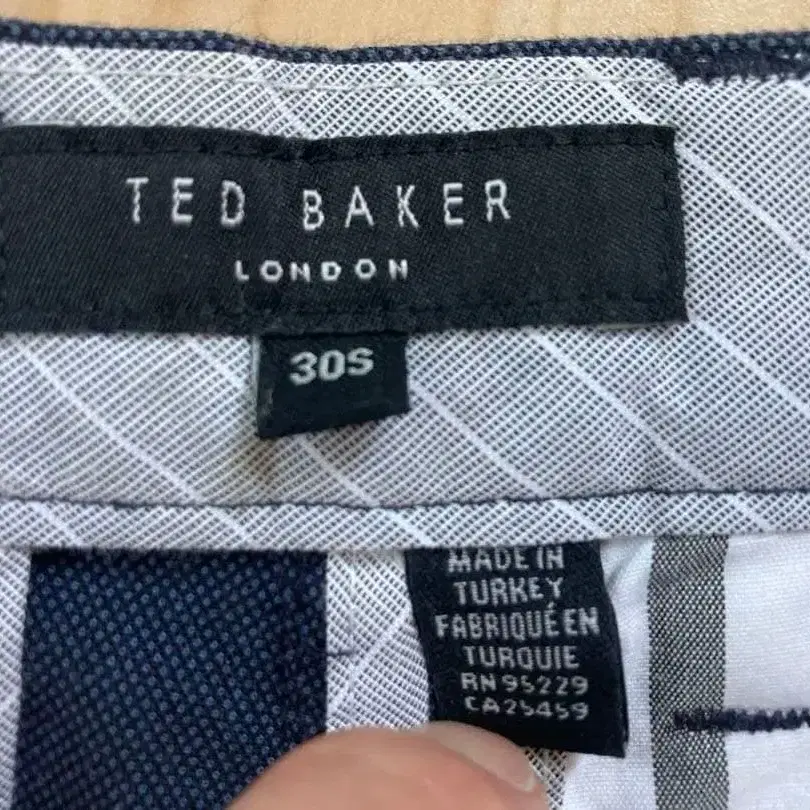 TED BAKER
LONDON
30S
MADE IN
TURKEY
FABRIQUÉ EN
TURQUIE
RN 95229
CA25459